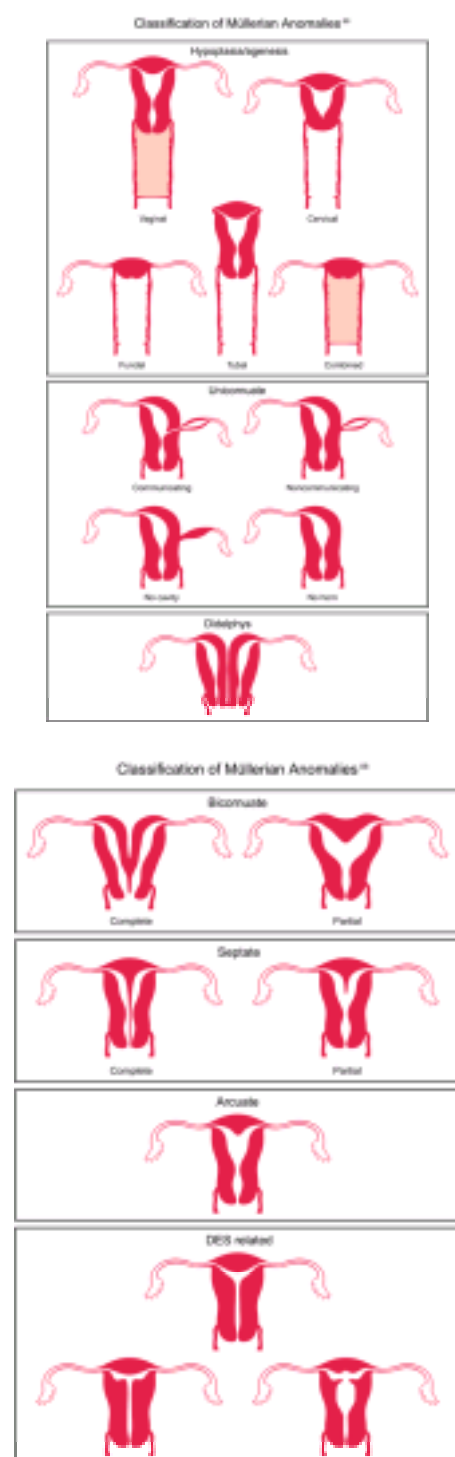 Classification of Müllerian Anomalies
Hypoplasia/agenesis
Vaginal
Cervical
Fundal
Tubal
Combined
Unicornuate
Communicating
Noncommunicating
No cavity
No horn
Didelphys
Classification of Müllerian Anomalies
Bicornuate
Complete
Partial
Septate
Complete
Partial
Arcuate
DES related